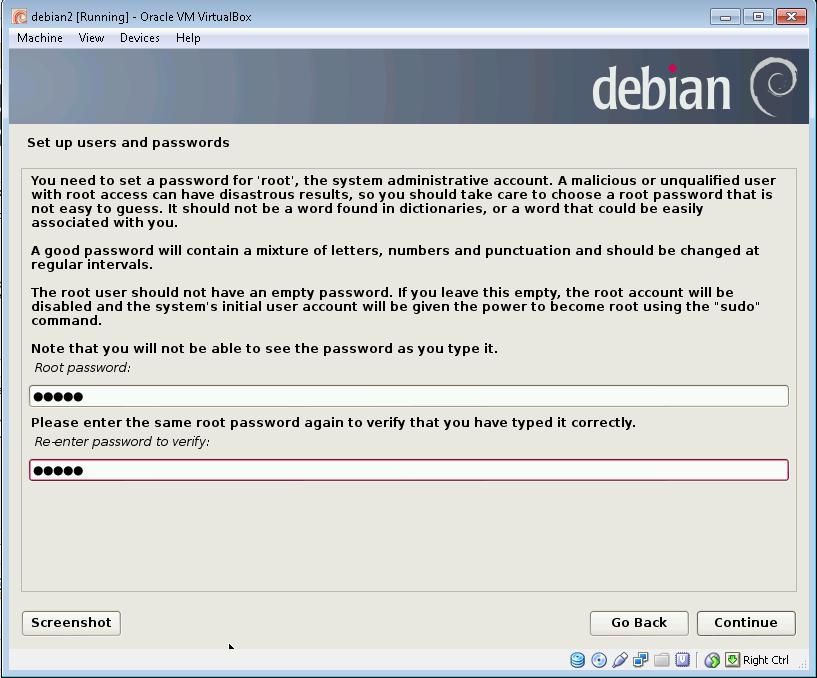 debian2 [Running] - Oracle VM VirtualBox
Machine View Devices Help
debian
Set up users and passwords
You need to set a password for 'root', the system administrative account. A malicious or unqualified user
with root access can have disastrous results, so you should take care to choose a root password that is
not easy to guess. It should not be a word found in dictionaries, or a word that could be easily
associated with you.
A good password will contain a mixture of letters, numbers and punctuation and should be changed at
regular intervals.
The root user should not have an empty password. If you leave this empty, the root account will be
disabled and the system's initial user account will be given the power to become root using the "sudo"
command.
Note that you will not be able to see the password as you type it.
Root password:
●●●●●
Please enter the same root password again to verify that you have typed it correctly.
Re-enter password to verify:
●●●●●
Screenshot Go Back Continue
Right Ctrl